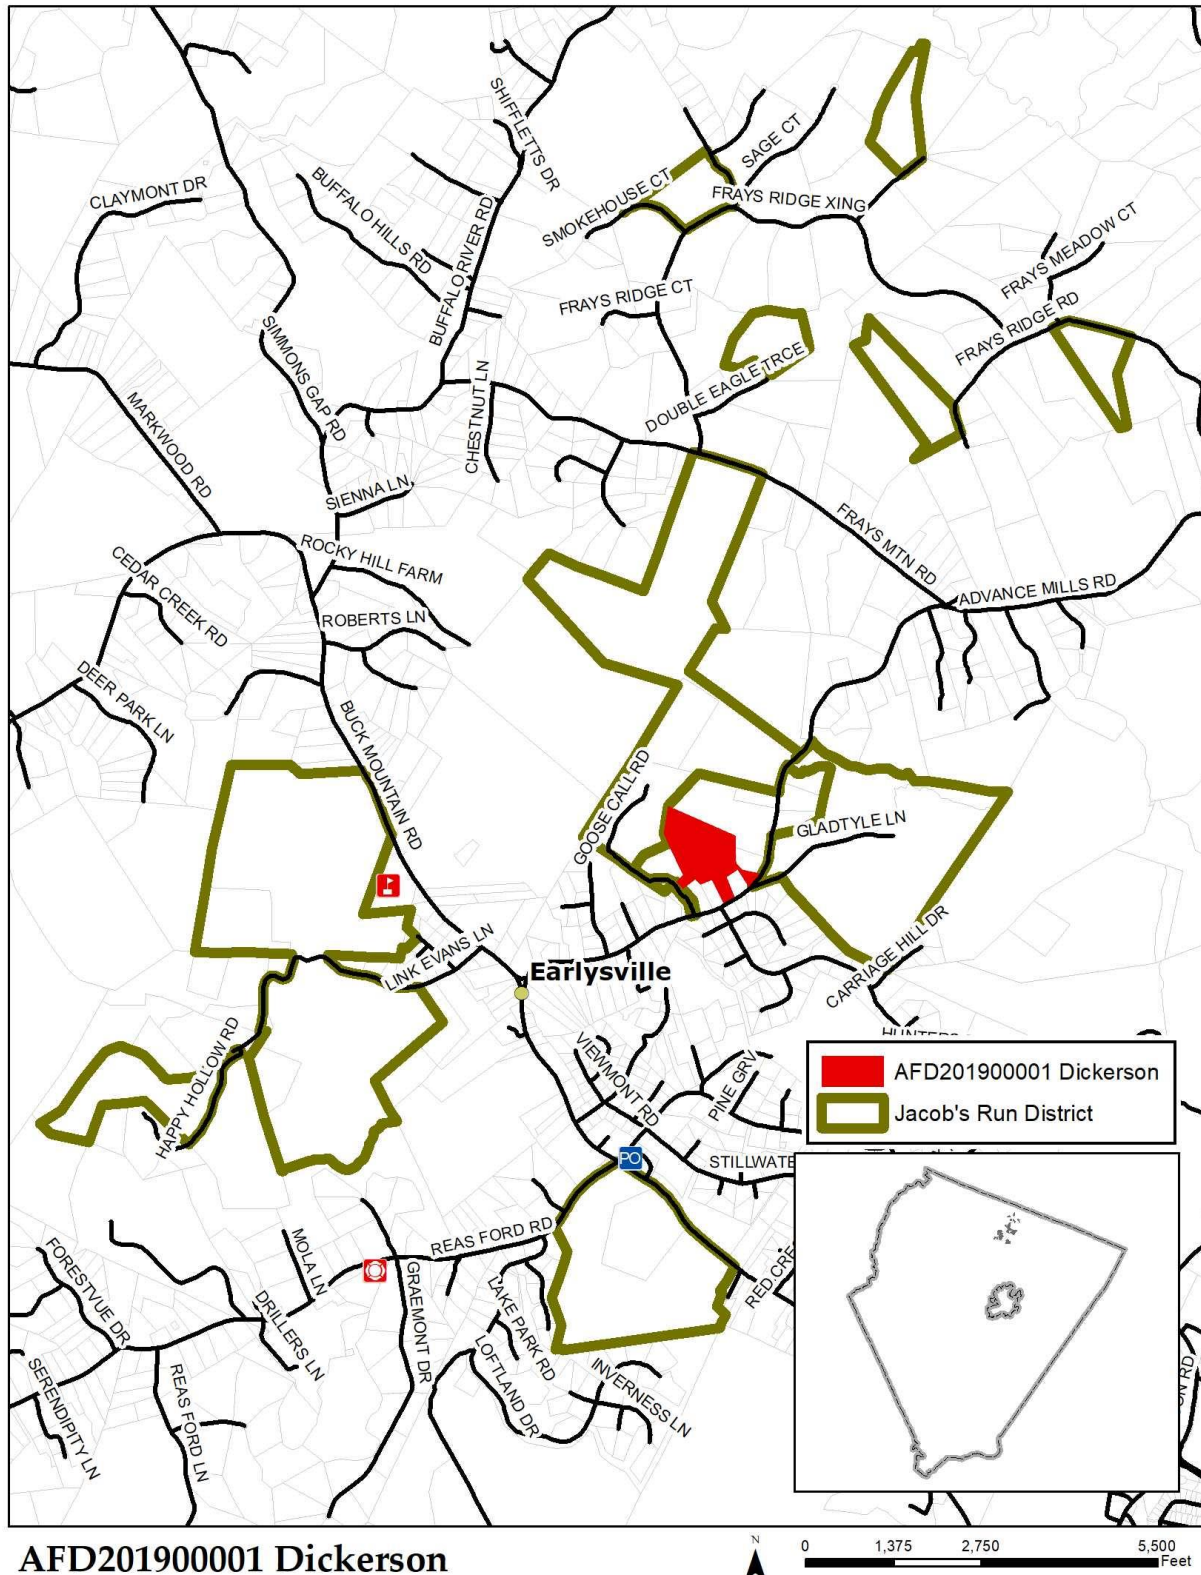 SHIFFLETTS DR
SAGE CT
CLAYMONT DR
BUFFALO HILLS RD
SMOKEHOUSE CT
FRAYS RIDGE XING
BUFFALO RIVER RD
FRAYS MEADOW CT
FRAYS RIDGE CT
FRAYS RIDGE RD
SIMMONS GAP RD
DOUBLE EAGLE TRCE
CHESTNUT LN
MARKWOOD RD
SIENNA LN
FRAYS MTN RD
ROCKY HILL FARM
CEDAR CREEK RD
ADVANCE MILLS RD
ROBERTS LN
DEER PARK LN
BUCK MOUNTAIN RD
GOOSE CALL RD
GLADTYLE LN
LINK EVANS LN
CARRIAGE HILL DR
Earlysville
HAPPY HOLLOW RD
HUNTERS
VIEWMONT RD
PINE GRV
AFD201900001 Dickerson
Jacob's Run District
PO
STILLWATE
MOLA LN
REAS FORD RD
RED CRE
FORESTVUE DR
DRILLERS LN
GRAEMONT DR
LAKE PARK RD
LOFTLAND DR
INVERNESS LN
SERENDIPITY LN
REAS FORD LN
ON RD
AFD201900001 Dickerson
N
0 1,375 2,750 5,500
Feet